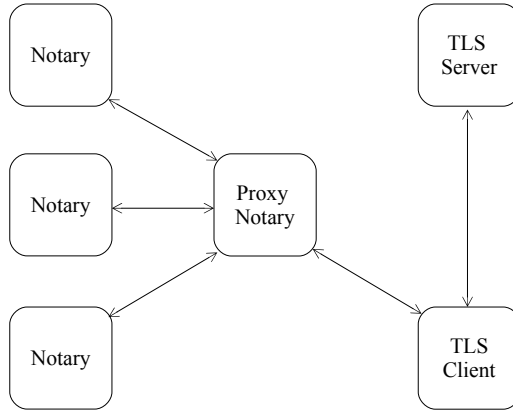 Notary
TLS
Server
Notary
Proxy
Notary
Notary
TLS
Client